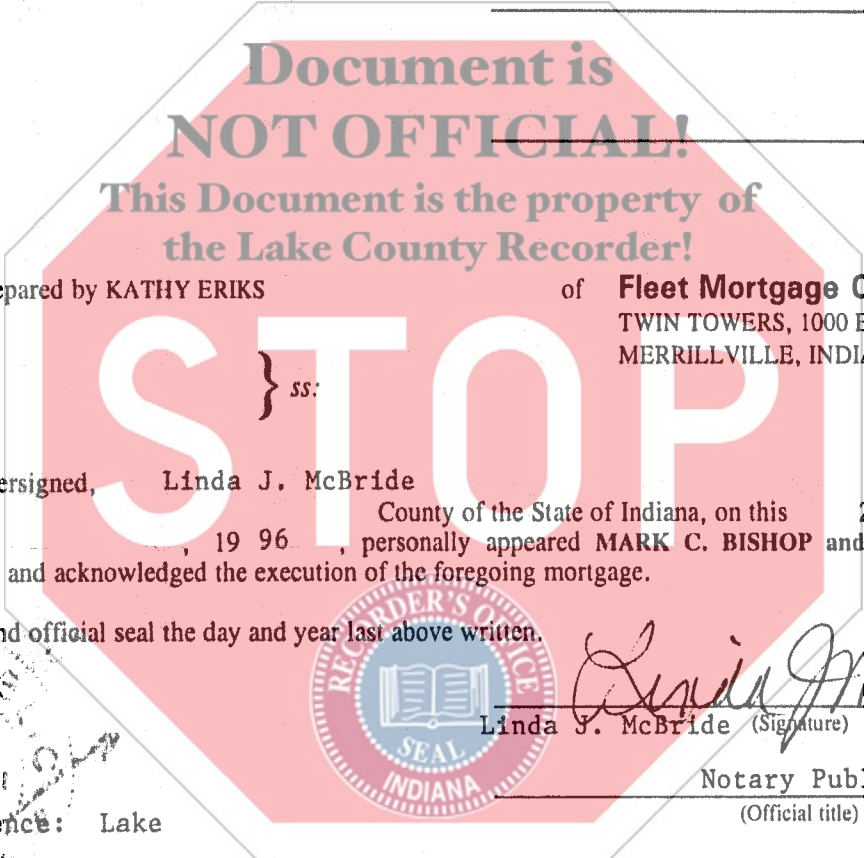 Document is
NOT OFFICIAL!
This Document is the property of
the Lake County Recorder!
epared by KATHY ERIKS of Fleet Mortgage C
TWIN TOWERS, 1000 E
MERRILLVILLE, INDIA
} ss:
STOP
ersigned, Linda J. McBride
County of the State of Indiana, on this 2
, 19 96 , personally appeared MARK C. BISHOP and
and acknowledged the execution of the foregoing mortgage.
nd official seal the day and year last above written.
RECORDER'S OFFICE
SEAL
INDIANA
Linda J M
Linda J. McBride (Signature)
Notary Publ
(Official title)
ence: Lake